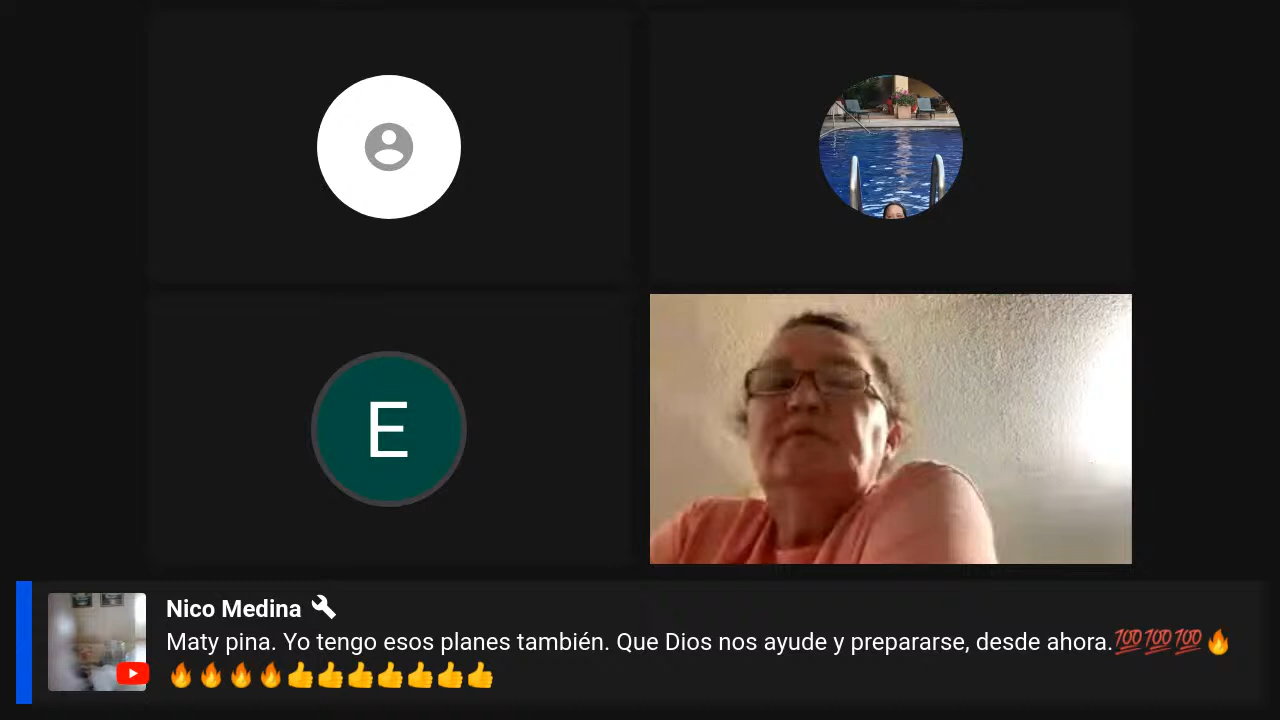 E
Nico Medina
Maty pina. Yo tengo esos planes también. Que Dios nos ayude y prepararse, desde ahora.💯💯💯🔥
🔥🔥🔥🔥👍👍👍👍👍👍👍